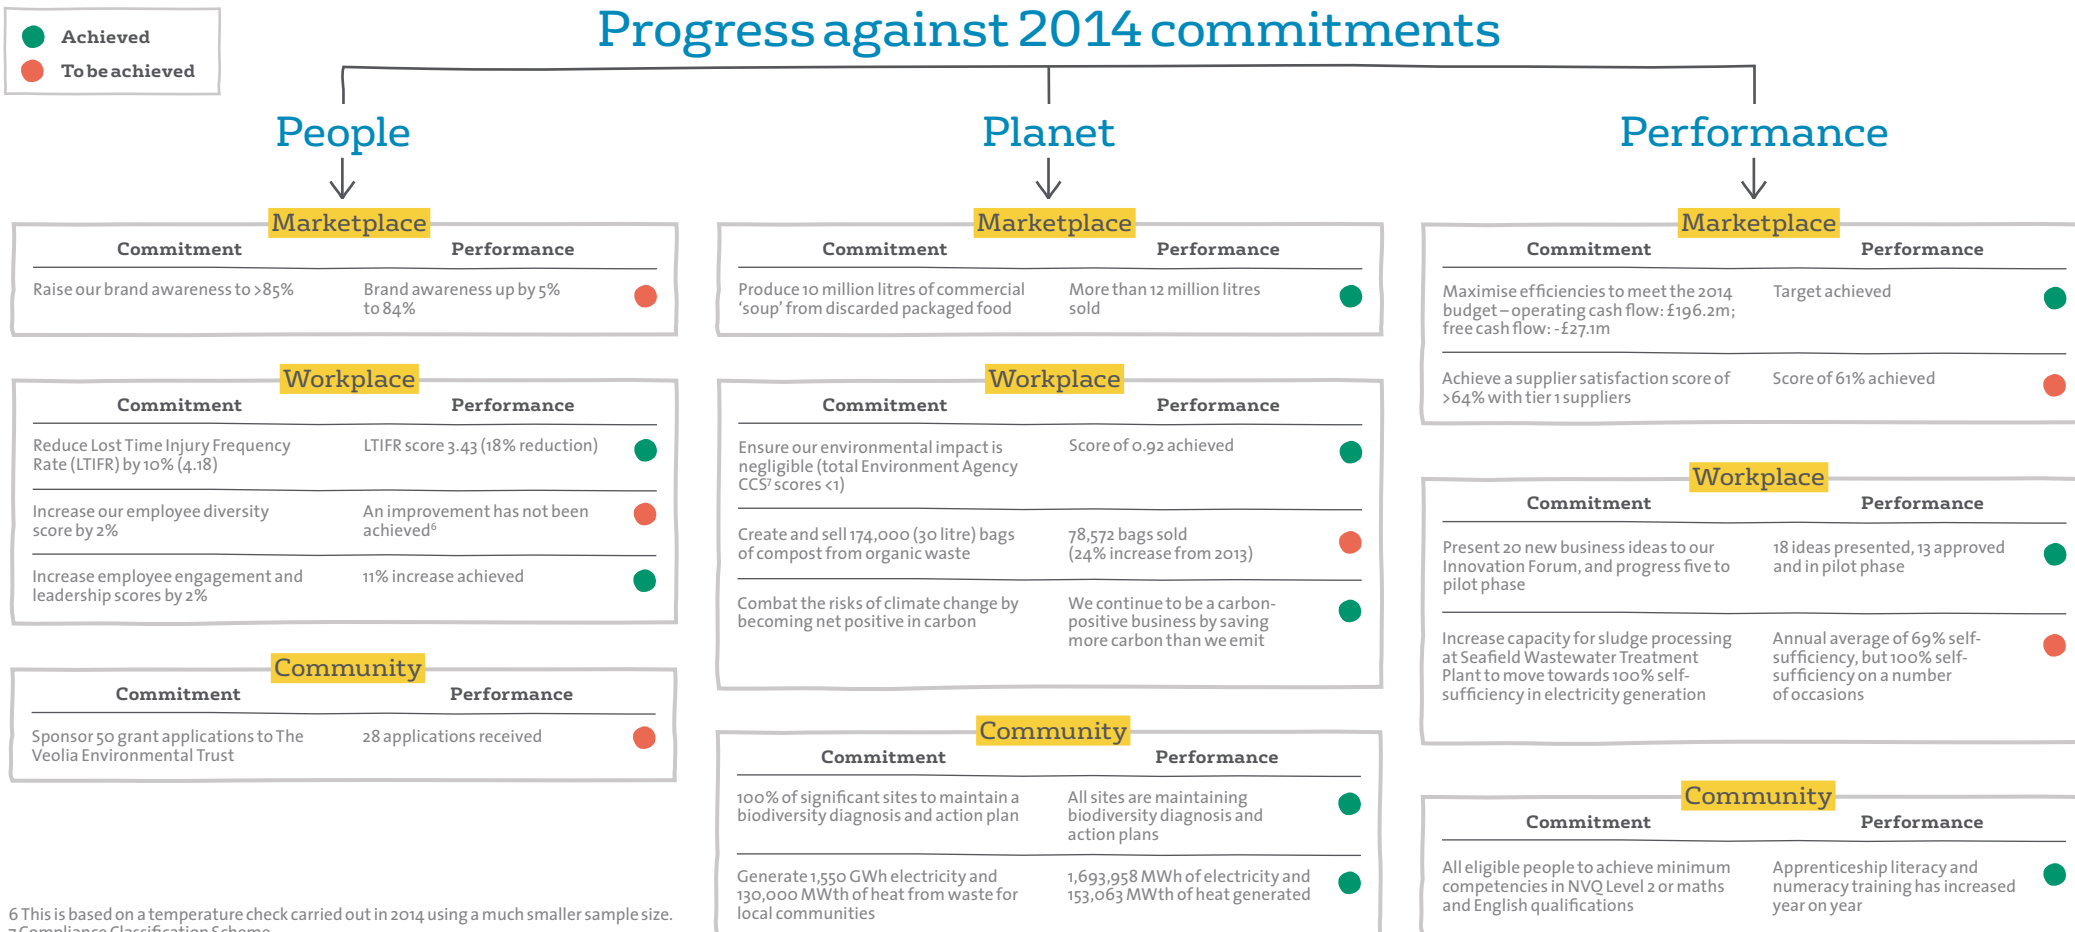 Achieved
To be achieved
Progress against 2014 commitments
People
Marketplace
Commitment Performance
Raise our brand awareness to >85%
Brand awareness up by 5%
to 84%
Workplace
Commitment Performance
Reduce Lost Time Injury Frequency
Rate (LTIFR) by 10% (4.18)
LTIFR score 3.43 (18% reduction)
Increase our employee diversity
score by 2%
An improvement has not been
achieved⁶
Increase employee engagement and
leadership scores by 2%
11% increase achieved
Community
Commitment Performance
Sponsor 50 grant applications to The
Veolia Environmental Trust
28 applications received
6 This is based on a temperature check carried out in 2014 using a much smaller sample size.
7 Compliance Classification Scheme
Planet
Marketplace
Commitment Performance
Produce 10 million litres of commercial
‘soup’ from discarded packaged food
More than 12 million litres
sold
Workplace
Commitment Performance
Ensure our environmental impact is
negligible (total Environment Agency
CCS⁷ scores <1)
Score of 0.92 achieved
Create and sell 174,000 (30 litre) bags
of compost from organic waste
78,572 bags sold
(24% increase from 2013)
Combat the risks of climate change by
becoming net positive in carbon
We continue to be a carbon-
positive business by saving
more carbon than we emit
Community
Commitment Performance
100% of significant sites to maintain a
biodiversity diagnosis and action plan
All sites are maintaining
biodiversity diagnosis and
action plans
Generate 1,550 GWh electricity and
130,000 MWth of heat from waste for
local communities
1,693,958 MWh of electricity and
153,063 MWth of heat generated
Performance
Marketplace
Commitment Performance
Maximise efficiencies to meet the 2014
budget – operating cash flow: £196.2m;
free cash flow: -£27.1m
Target achieved
Achieve a supplier satisfaction score of
>64% with tier 1 suppliers
Score of 61% achieved
Workplace
Commitment Performance
Present 20 new business ideas to our
Innovation Forum, and progress five to
pilot phase
18 ideas presented, 13 approved
and in pilot phase
Increase capacity for sludge processing
at Seafield Wastewater Treatment
Plant to move towards 100% self-
sufficiency in electricity generation
Annual average of 69% self-
sufficiency, but 100% self-
sufficiency on a number
of occasions
Community
Commitment Performance
All eligible people to achieve minimum
competencies in NVQ Level 2 or maths
and English qualifications
Apprenticeship literacy and
numeracy training has increased
year on year